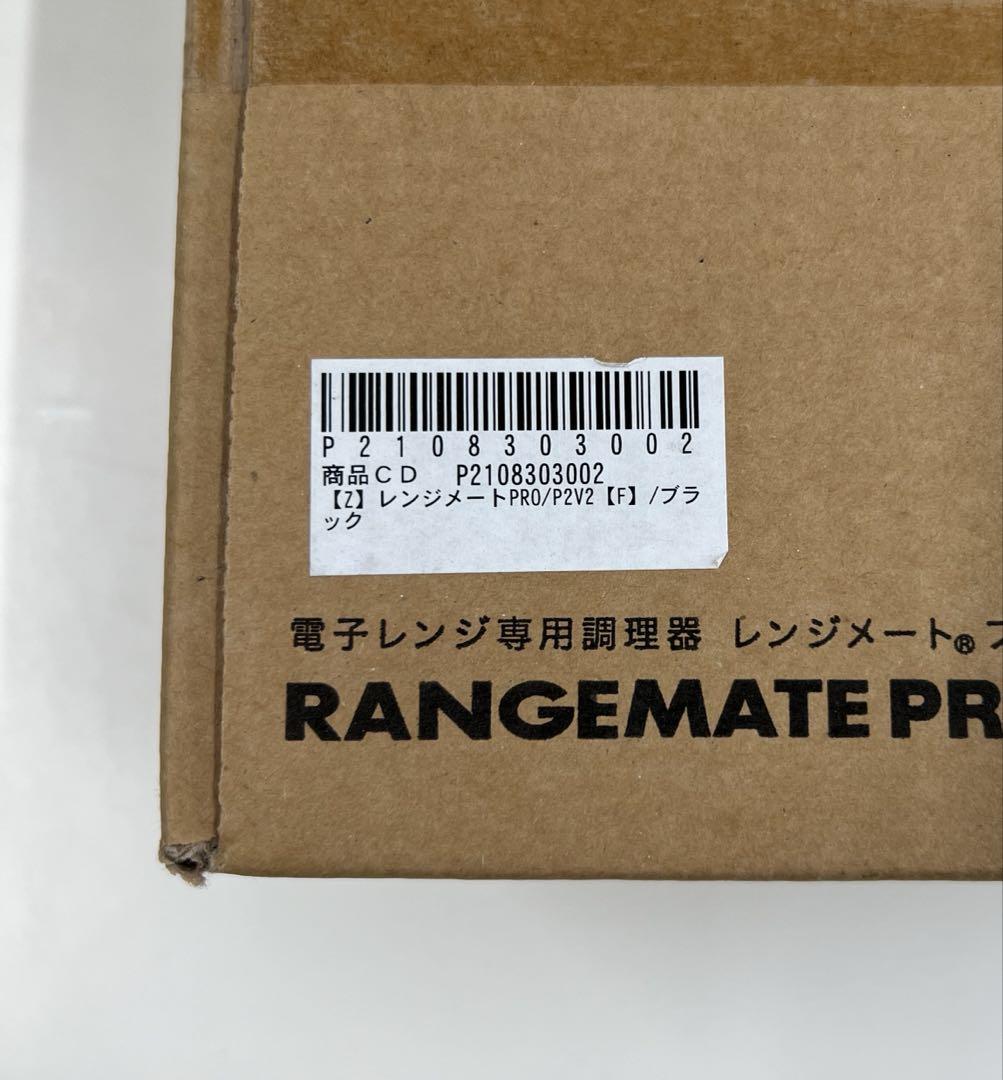 P2108303002
商品CD P2108303002
【Z】レンジメートPRO/P2V2【F】/ブラ
ック
電子レンジ専用調理器 レンジメート®プ
RANGEMATE PR